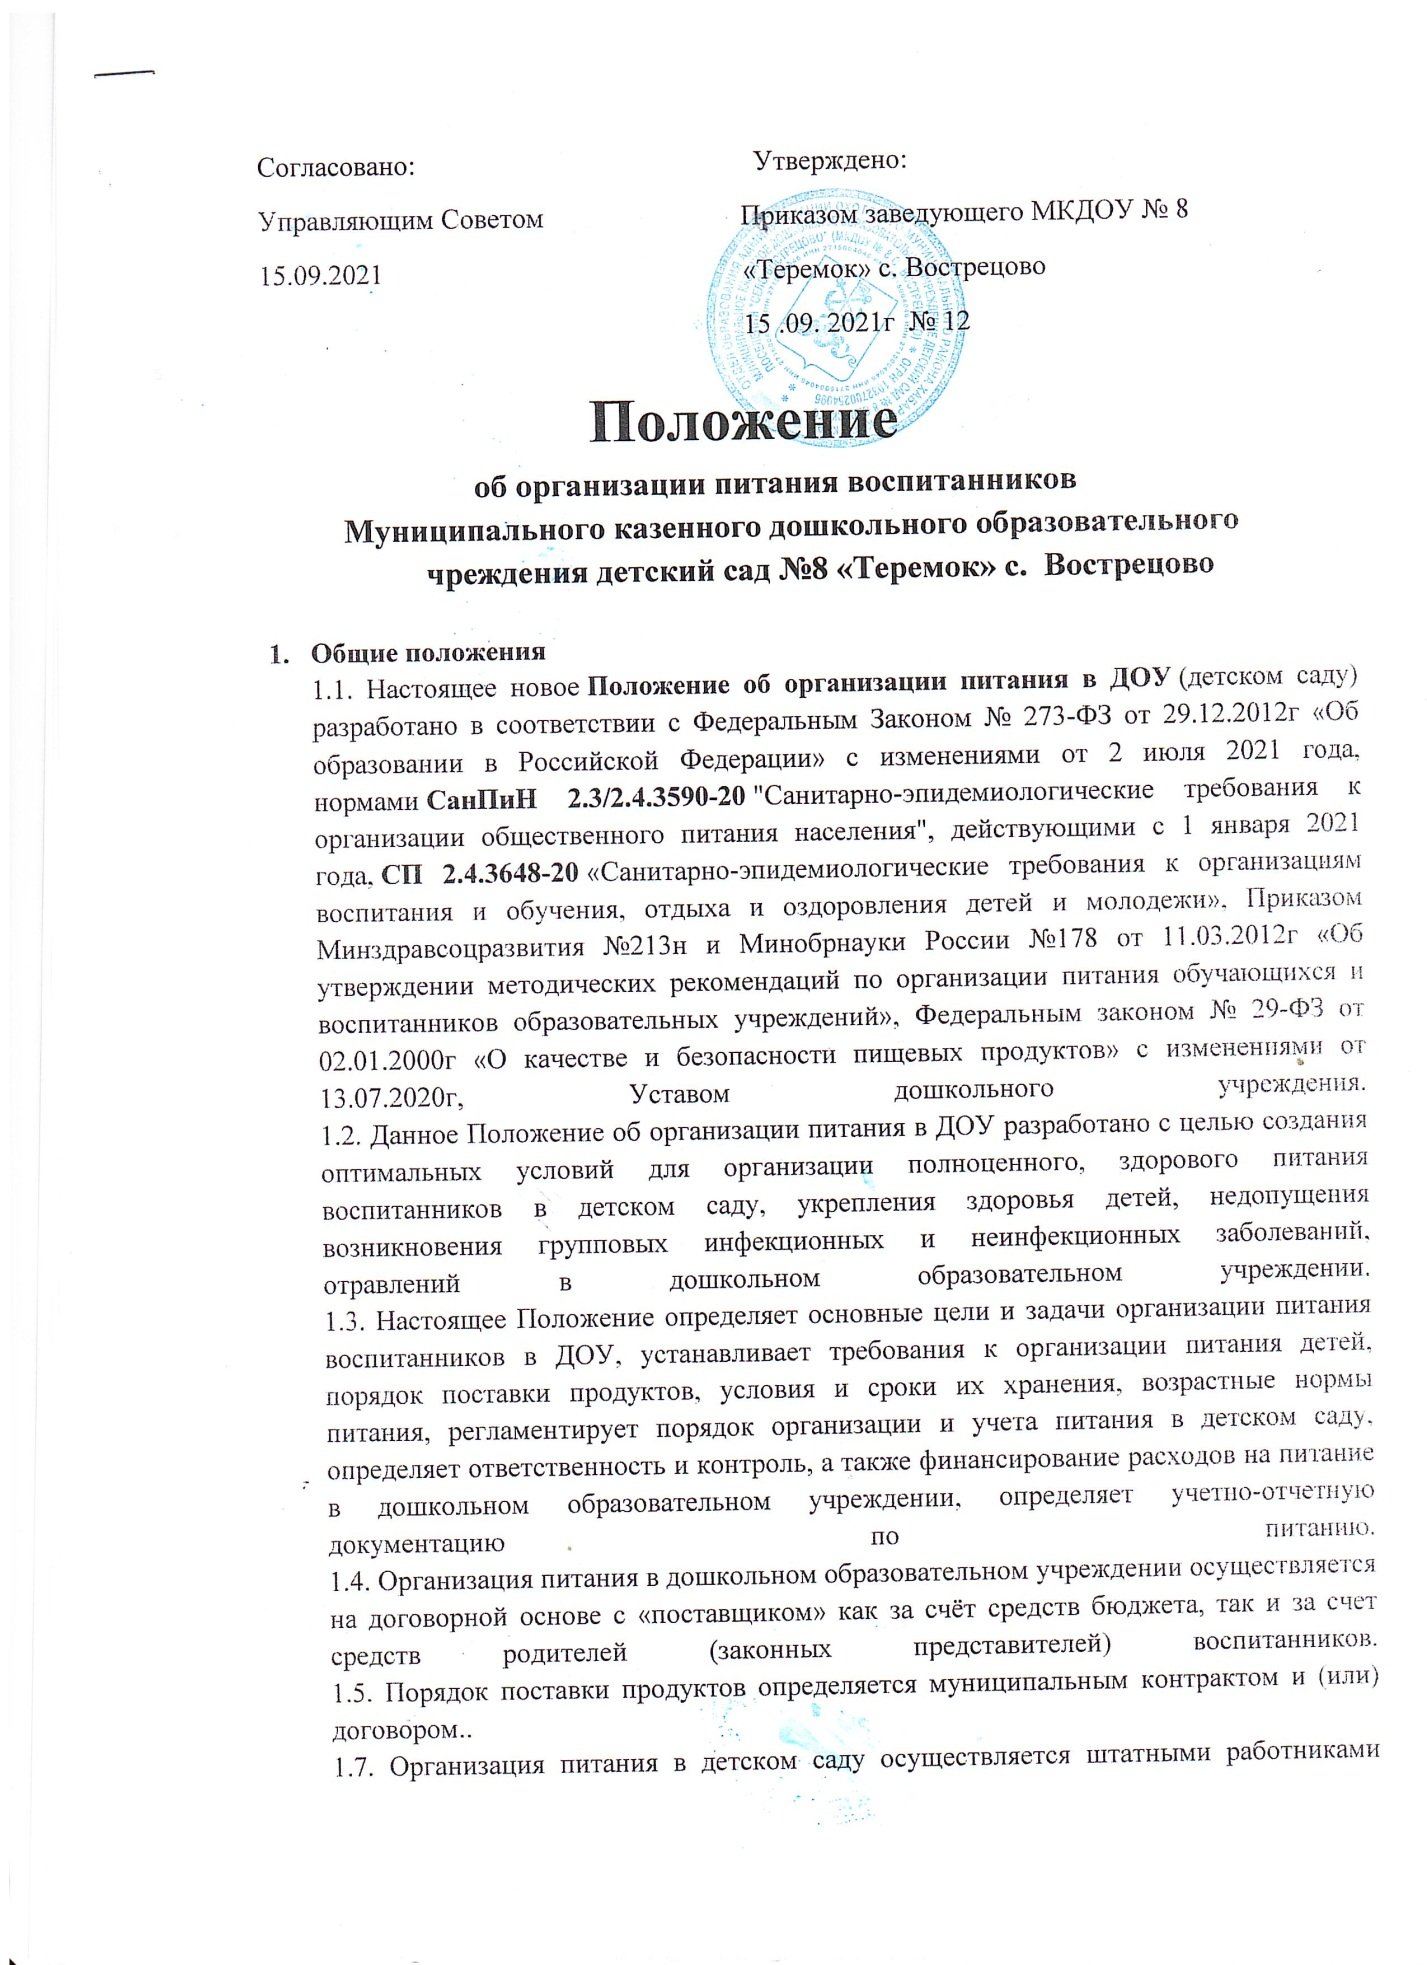 Согласовано:
Утверждено:
Управляющим Советом
Приказом заведующего МКДОУ № 8
15.09.2021
«Теремок» с. Вострецово
15 .09. 2021г № 12
Положение
об организации питания воспитанников
Муниципального казенного дошкольного образовательного
чреждения детский сад №8 «Теремок» с. Вострецово
1. Общие положения
1.1. Настоящее новое Положение об организации питания в ДОУ (детском саду)
разработано в соответствии с Федеральным Законом № 273-ФЗ от 29.12.2012г «Об
образовании в Российской Федерации» с изменениями от 2 июля 2021 года,
нормами СанПиН 2.3/2.4.3590-20 "Санитарно-эпидемиологические требования к
организации общественного питания населения", действующими с 1 января 2021
года, СП 2.4.3648-20 «Санитарно-эпидемиологические требования к организациям
воспитания и обучения, отдыха и оздоровления детей и молодежи», Приказом
Минздравсоцразвития №213н и Минобрнауки России №178 от 11.03.2012г «Об
утверждении методических рекомендаций по организации питания обучающихся и
воспитанников образовательных учреждений», Федеральным законом № 29-ФЗ от
02.01.2000г «О качестве и безопасности пищевых продуктов» с изменениями от
13.07.2020г, Уставом дошкольного учреждения.
1.2. Данное Положение об организации питания в ДОУ разработано с целью создания
оптимальных условий для организации полноценного, здорового питания
воспитанников в детском саду, укрепления здоровья детей, недопущения
возникновения групповых инфекционных и неинфекционных заболеваний,
отравлений в дошкольном образовательном учреждении.
1.3. Настоящее Положение определяет основные цели и задачи организации питания
воспитанников в ДОУ, устанавливает требования к организации питания детей,
порядок поставки продуктов, условия и сроки их хранения, возрастные нормы
питания, регламентирует порядок организации и учета питания в детском саду,
определяет ответственность и контроль, а также финансирование расходов на питание
в дошкольном образовательном учреждении, определяет учетно-отчетную
документацию по питанию.
1.4. Организация питания в дошкольном образовательном учреждении осуществляется
на договорной основе с «поставщиком» как за счёт средств бюджета, так и за счет
средств родителей (законных представителей) воспитанников.
1.5. Порядок поставки продуктов определяется муниципальным контрактом и (или)
договором..
1.7. Организация питания в детском саду осуществляется штатными работниками